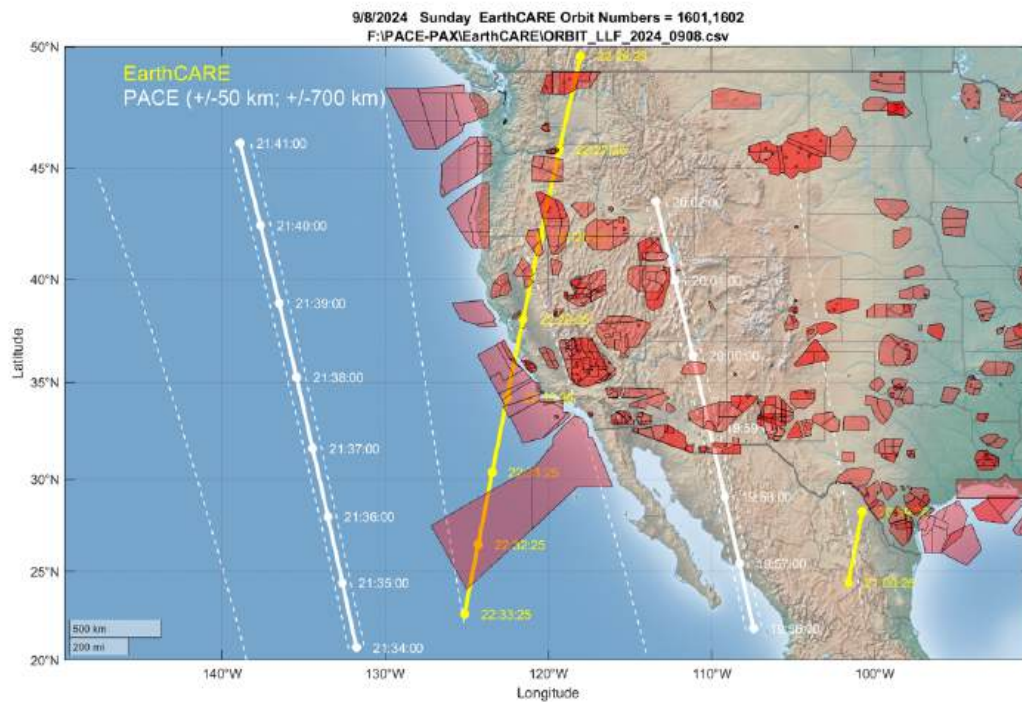 9/8/2024 Sunday EarthCARE Orbit Numbers = 1601,1602
F:\PACE-PAX\EarthCARE\ORBIT_LLF_2024_0908.csv
EarthCARE
PACE (+/-50 km; +/-700 km)
50°N
45°N
40°N
35°N
30°N
25°N
20°N
Latitude
21:41:00
21:40:00
21:39:00
21:38:00
21:37:00
21:36:00
21:35:00
21:34:00
22:32:25
22:33:25
20:02:00
20:01:00
20:00:00
19:59
19:58:00
19:57:00
19:56:00
500 km
200 mi
140°W
130°W
120°W
110°W
100°W
Longitude